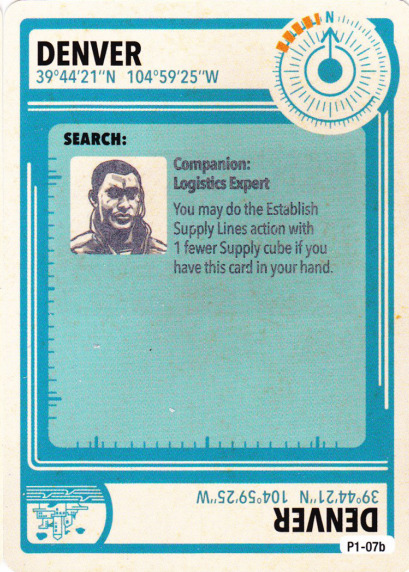 DENVER
39°44'21"N 104°59'25"W
N
SEARCH:
Companion:
Logistics Expert
You may do the Establish
Supply Lines action with
1 fewer Supply cube if you
have this card in your hand.
39°44'21"N 104°59'25"W
DENVER
P1-07b